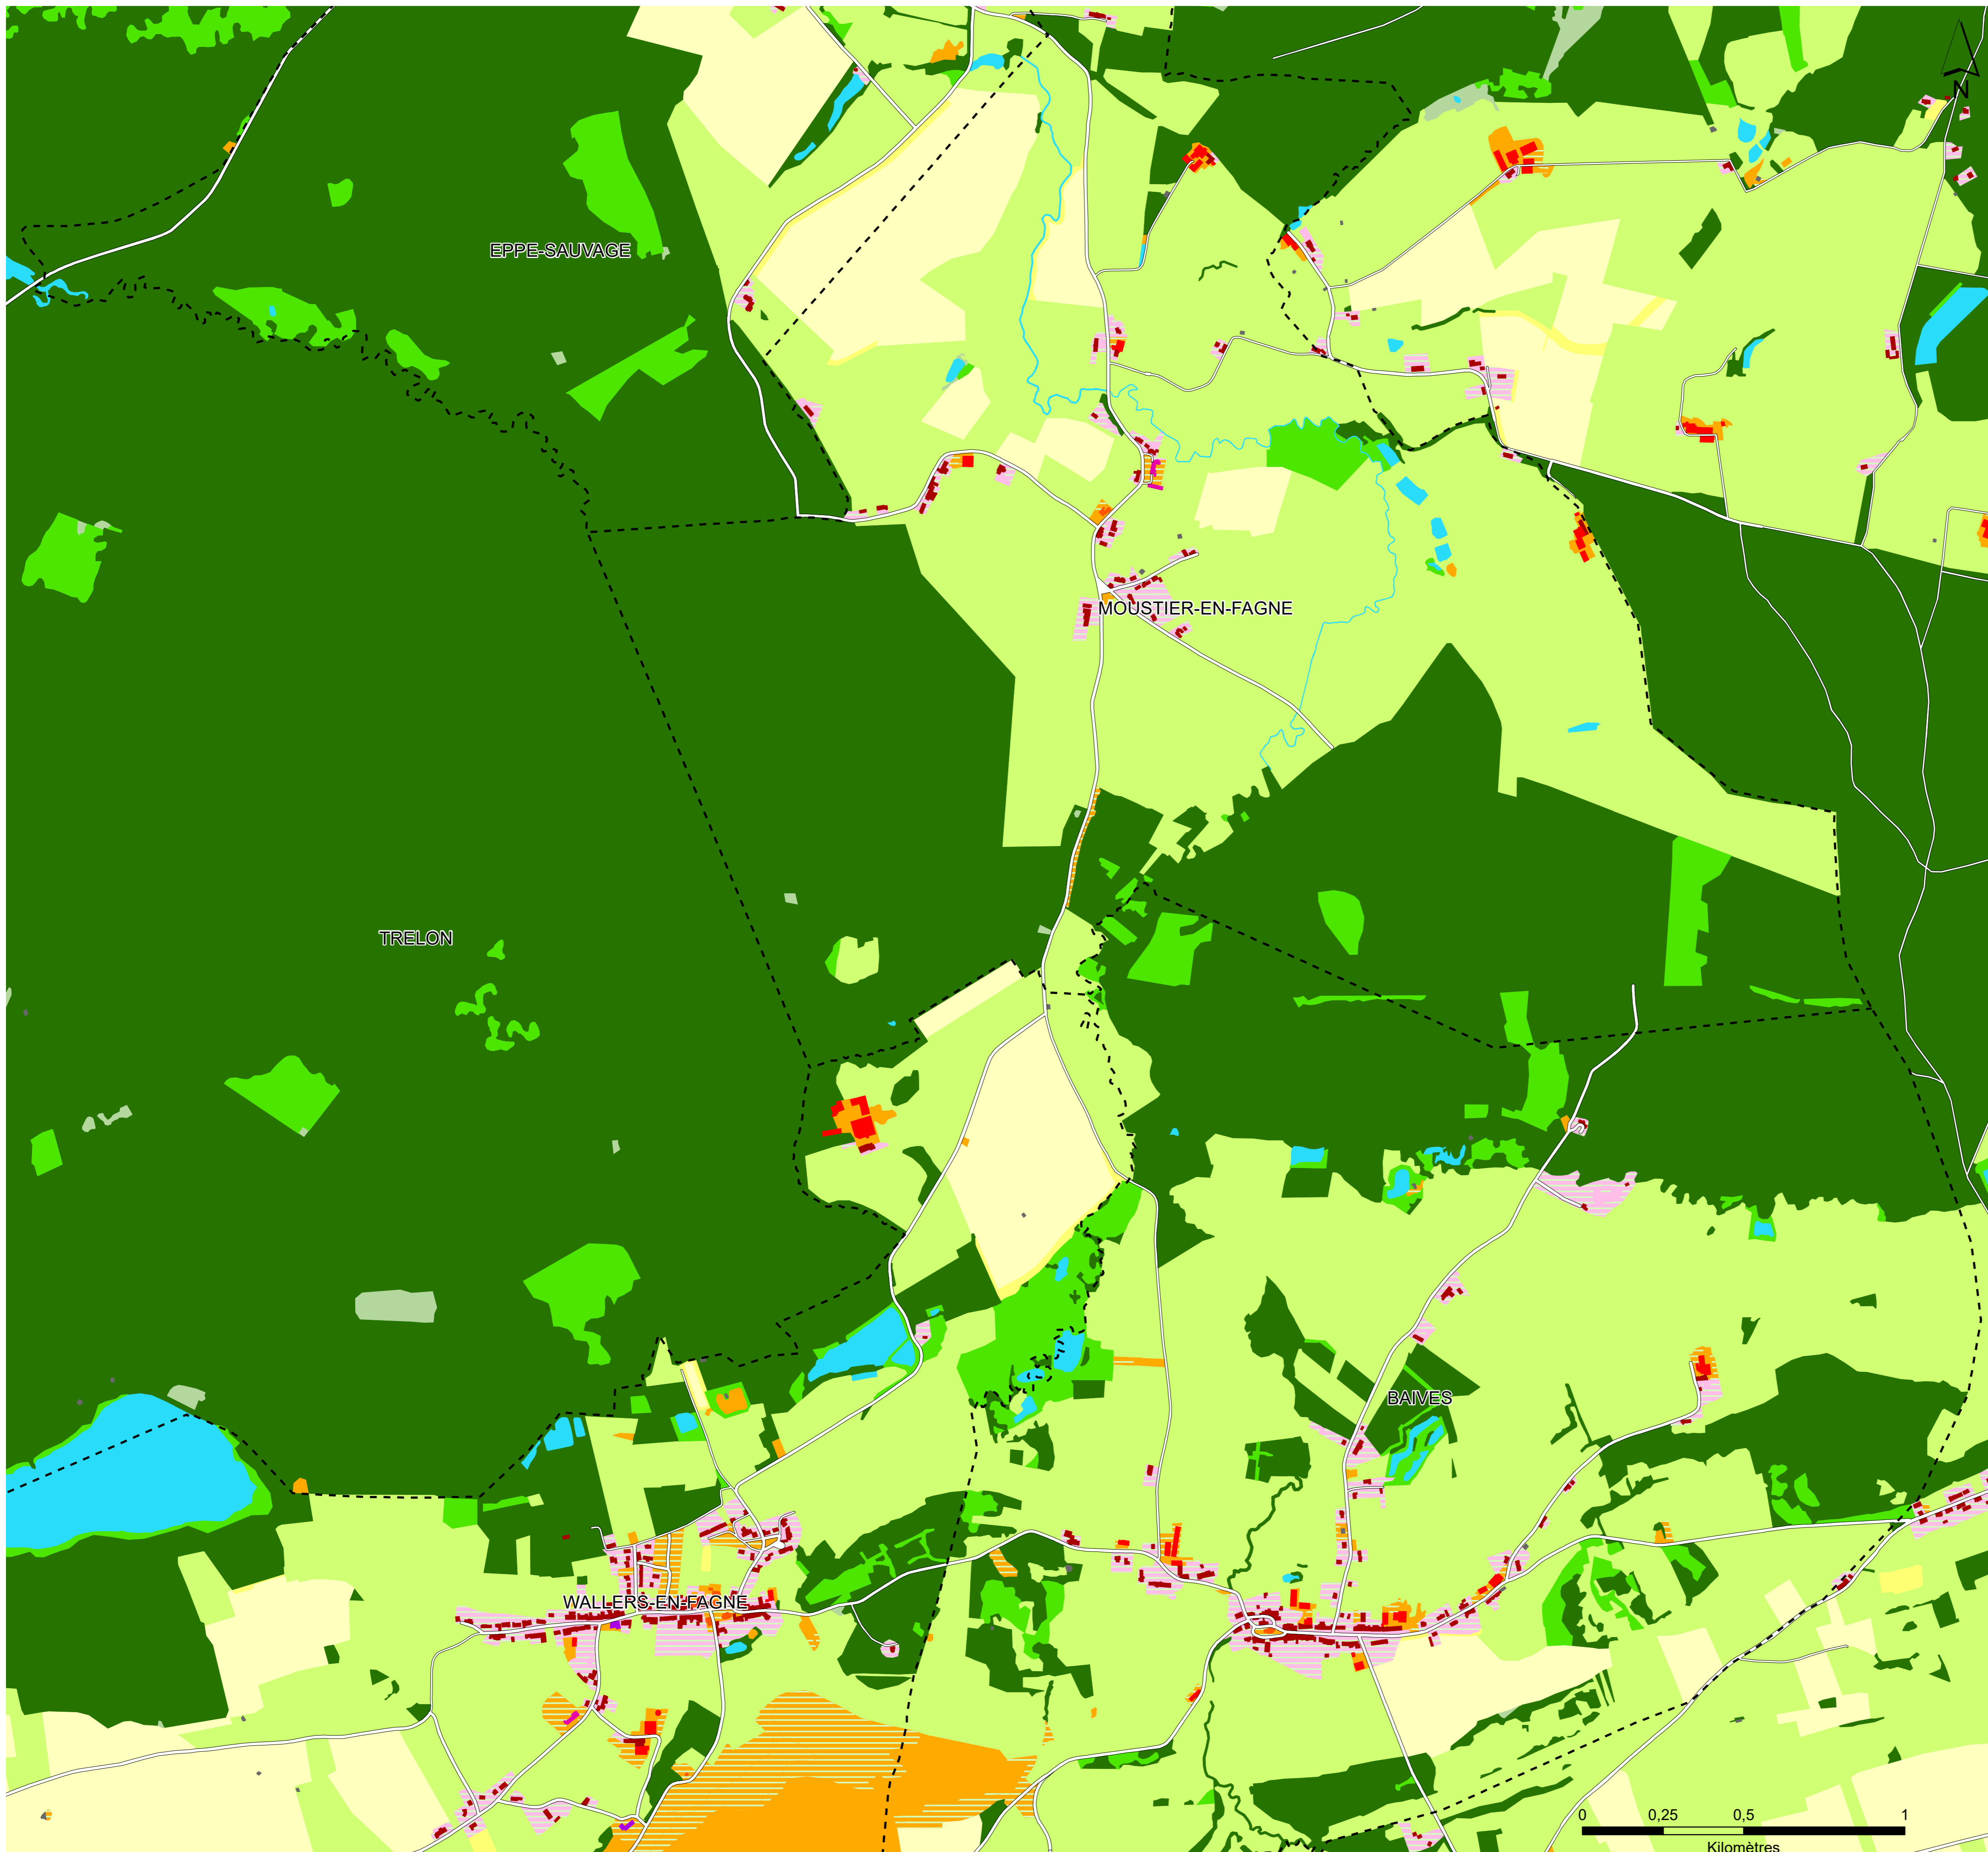 N
EPPE-SAUVAGE
MOUSTIER-EN-FAGNE
TRELON
BAIVES
WALLERS-EN-FAGNE
0 0,25 0,5 1
Kilomètres